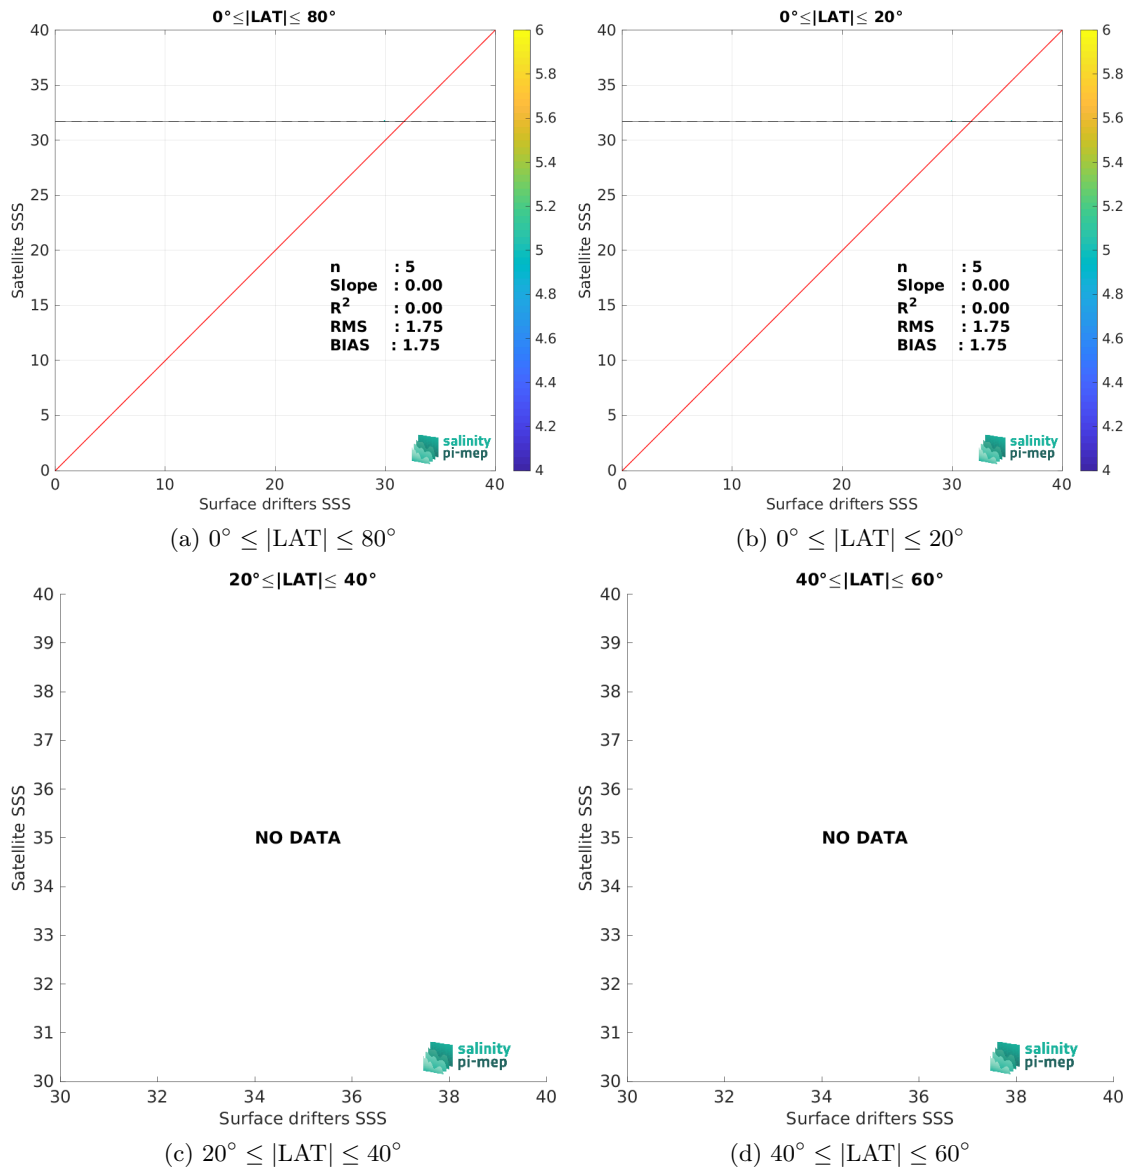 0°≤|LAT|≤ 80°
40
35
30
25
20
15
10
5
0
Satellite SSS
n : 5
Slope : 0.00
R² : 0.00
RMS : 1.75
BIAS : 1.75
salinity
pi-mep
0 10 20 30 40
Surface drifters SSS
6
5.8
5.6
5.4
5.2
5
4.8
4.6
4.4
4.2
4
(a) 0° ≤ |LAT| ≤ 80°
0°≤|LAT|≤ 20°
40
35
30
25
20
15
10
5
0
Satellite SSS
n : 5
Slope : 0.00
R² : 0.00
RMS : 1.75
BIAS : 1.75
salinity
pi-mep
0 10 20 30 40
Surface drifters SSS
6
5.8
5.6
5.4
5.2
5
4.8
4.6
4.4
4.2
4
(b) 0° ≤ |LAT| ≤ 20°
20°≤|LAT|≤ 40°
40
39
38
37
36
35
34
33
32
31
30
Satellite SSS
NO DATA
salinity
pi-mep
30 32 34 36 38 40
Surface drifters SSS
(c) 20° ≤ |LAT| ≤ 40°
40°≤|LAT|≤ 60°
40
39
38
37
36
35
34
33
32
31
30
Satellite SSS
NO DATA
salinity
pi-mep
30 32 34 36 38 40
Surface drifters SSS
(d) 40° ≤ |LAT| ≤ 60°